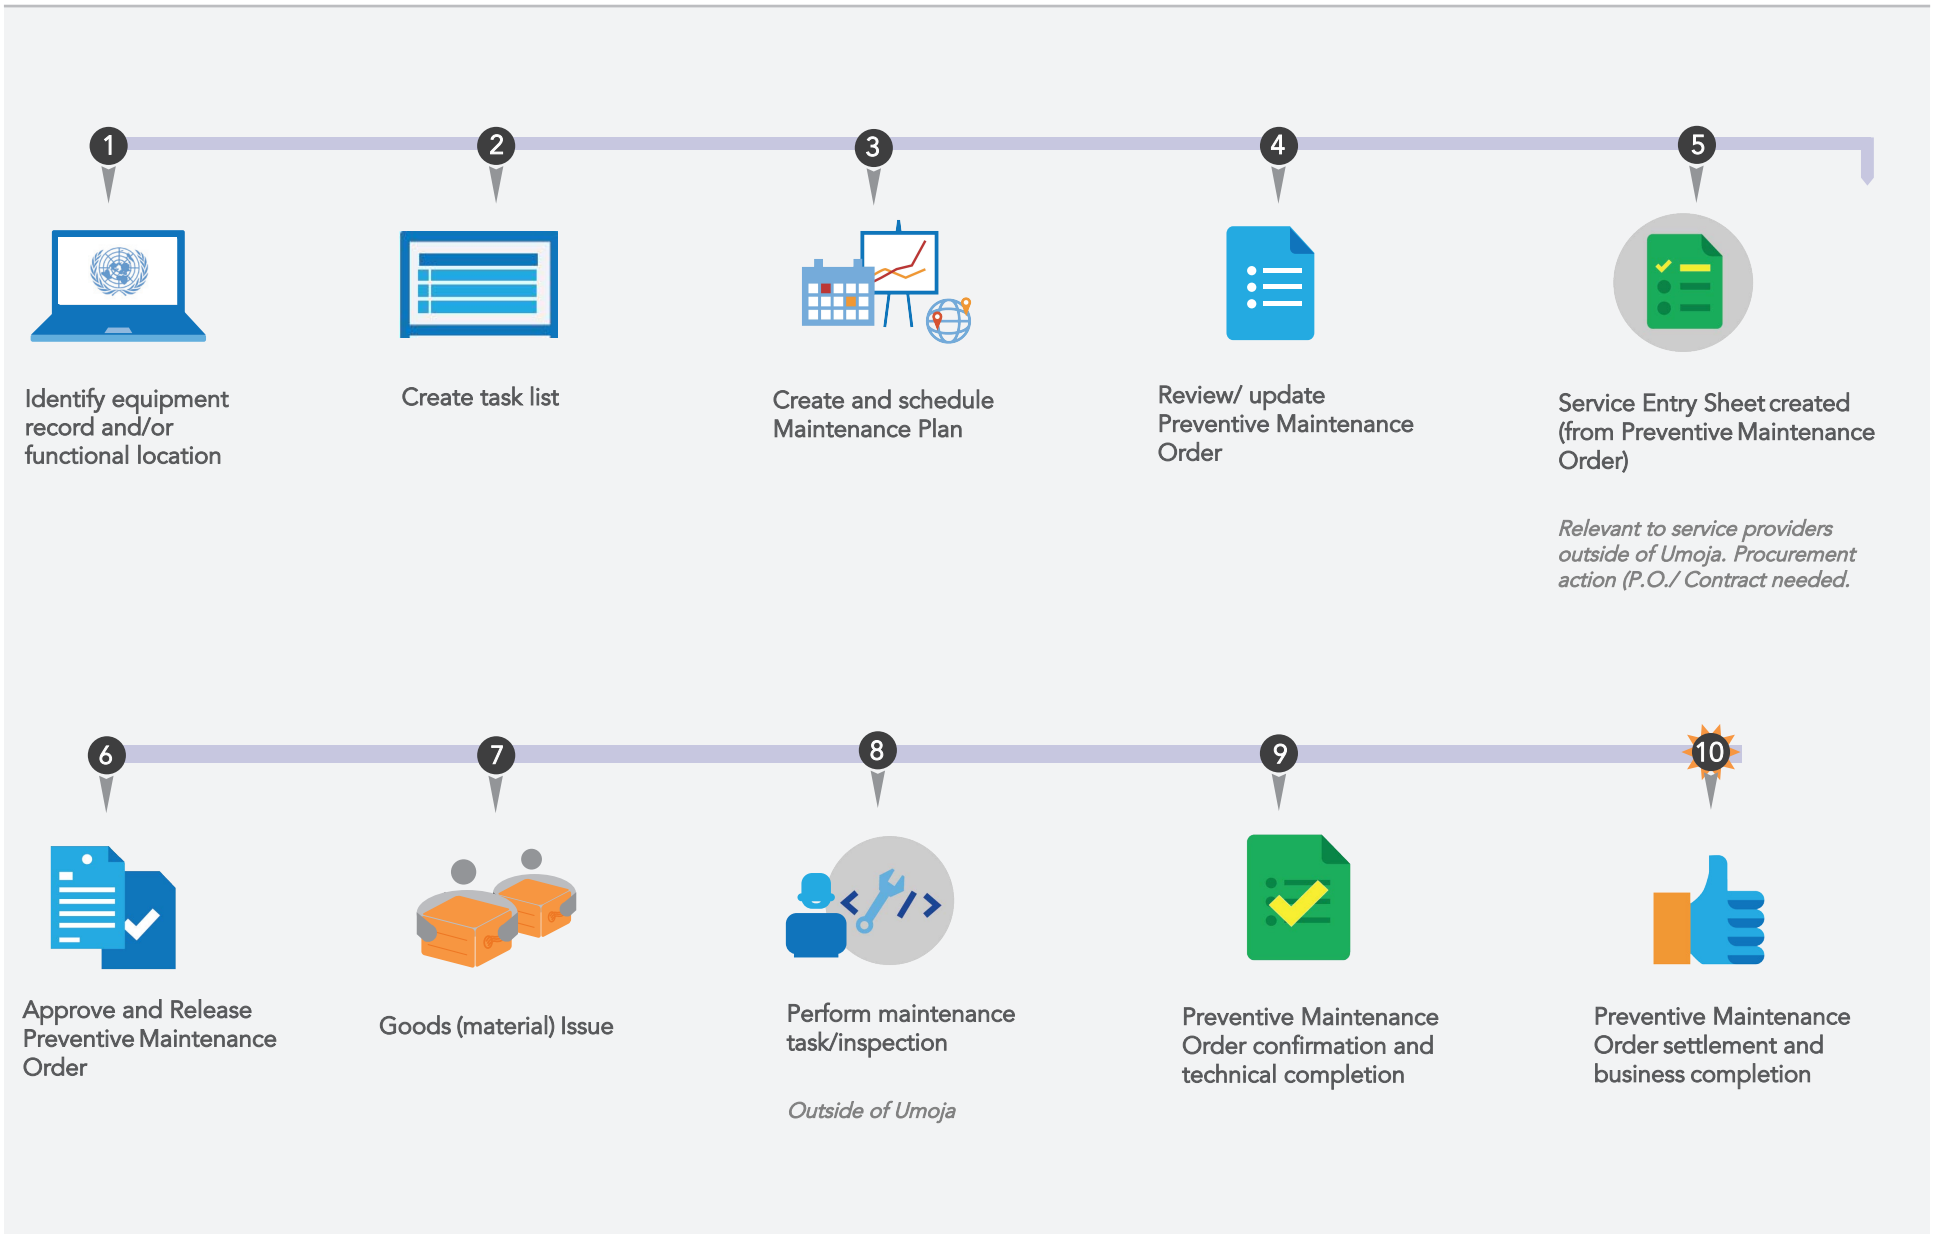 1
2
3
4
5
Identify equipment
record and/or
functional location
Create task list
Create and schedule
Maintenance Plan
Review/ update
Preventive Maintenance
Order
Service Entry Sheet created
(from Preventive Maintenance
Order)
Relevant to service providers
outside of Umoja. Procurement
action (P.O./ Contract needed.
6
7
8
9
10
Approve and Release
Preventive Maintenance
Order
Goods (material) Issue
Perform maintenance
task/inspection
Outside of Umoja
Preventive Maintenance
Order confirmation and
technical completion
Preventive Maintenance
Order settlement and
business completion